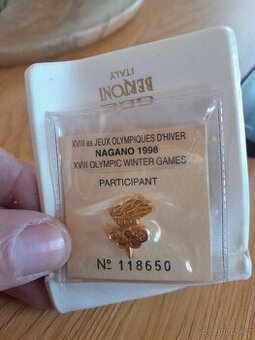 BERTONI
ITALY
XVIII es JEUX OLYMPIQUES D'HIVER
NAGANO 1998
XVIII OLYMPIC WINTER GAMES
PARTICIPANT
Nº 118650